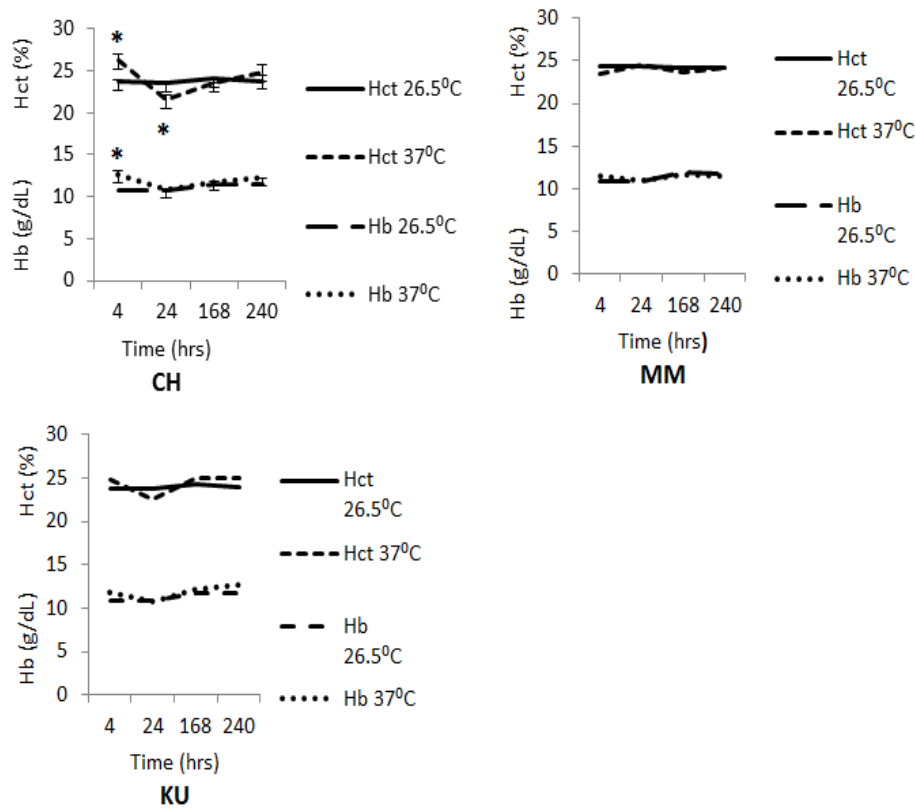 Hct (%)
Hb (g/dL)
30
25
20
15
10
5
0
*
*
*
4 24 168 240
Time (hrs)
CH
Hct 26.5⁰C
Hct 37⁰C
Hb 26.5⁰C
Hb 37⁰C
Hct (%)
Hb (g/dL)
30
25
20
15
10
5
0
4 24 168 240
Time (hrs)
MM
Hct
26.5⁰C
Hct 37⁰C
Hb
26.5⁰C
Hb 37⁰C
Hct (%)
Hb (g/dL)
30
25
20
15
10
5
0
4 24 168 240
Time (hrs)
KU
Hct
26.5⁰C
Hct 37⁰C
Hb
26.5⁰C
Hb 37⁰C